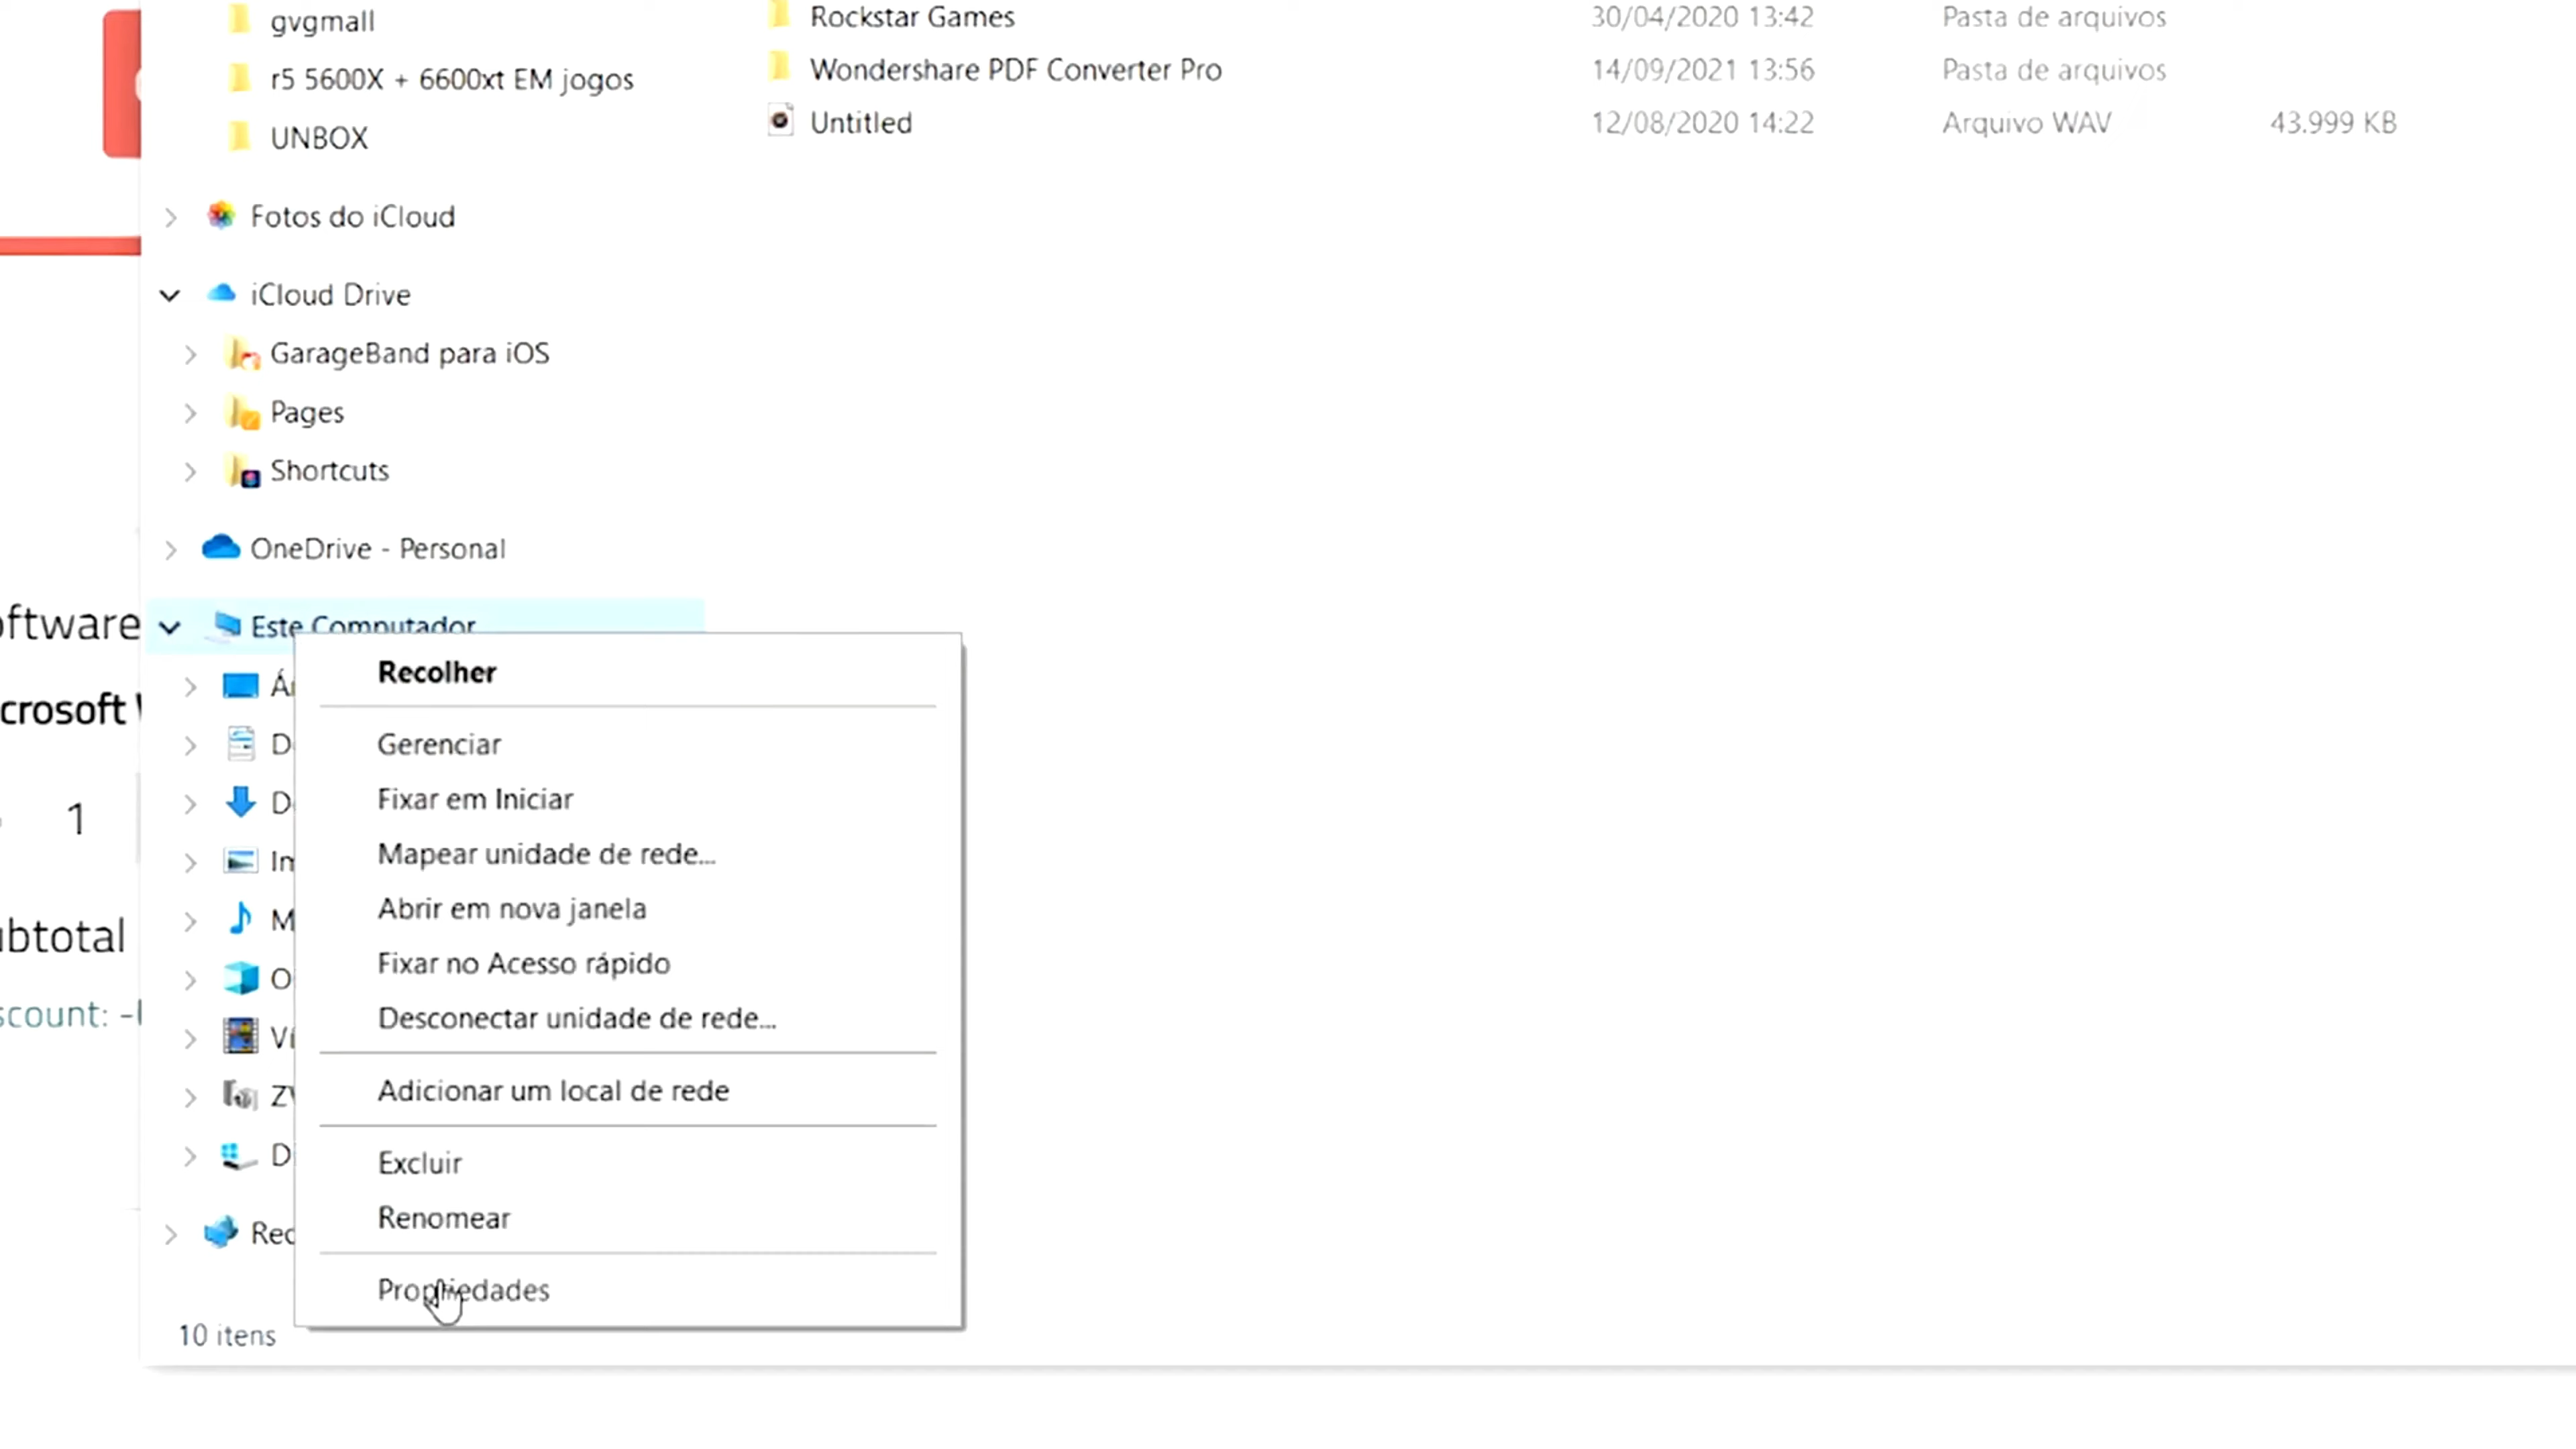 gvgmall
r5 5600X + 6600xt EM jogos
UNBOX
Rockstar Games 30/04/2020 13:42 Pasta de arquivos
Wondershare PDF Converter Pro 14/09/2021 13:56 Pasta de arquivos
Untitled 12/08/2020 14:22 Arquivo WAV 43.999 KB
Fotos do iCloud
iCloud Drive
GarageBand para iOS
Pages
Shortcuts
OneDrive - Personal
Este Computador
Recolher
Gerenciar
Fixar em Iniciar
Mapear unidade de rede...
Abrir em nova janela
Fixar no Acesso rápido
Desconectar unidade de rede...
Adicionar um local de rede
Excluir
Renomear
Propriedades
10 itens
oftware
crosoft
1
ubtotal
scount: -